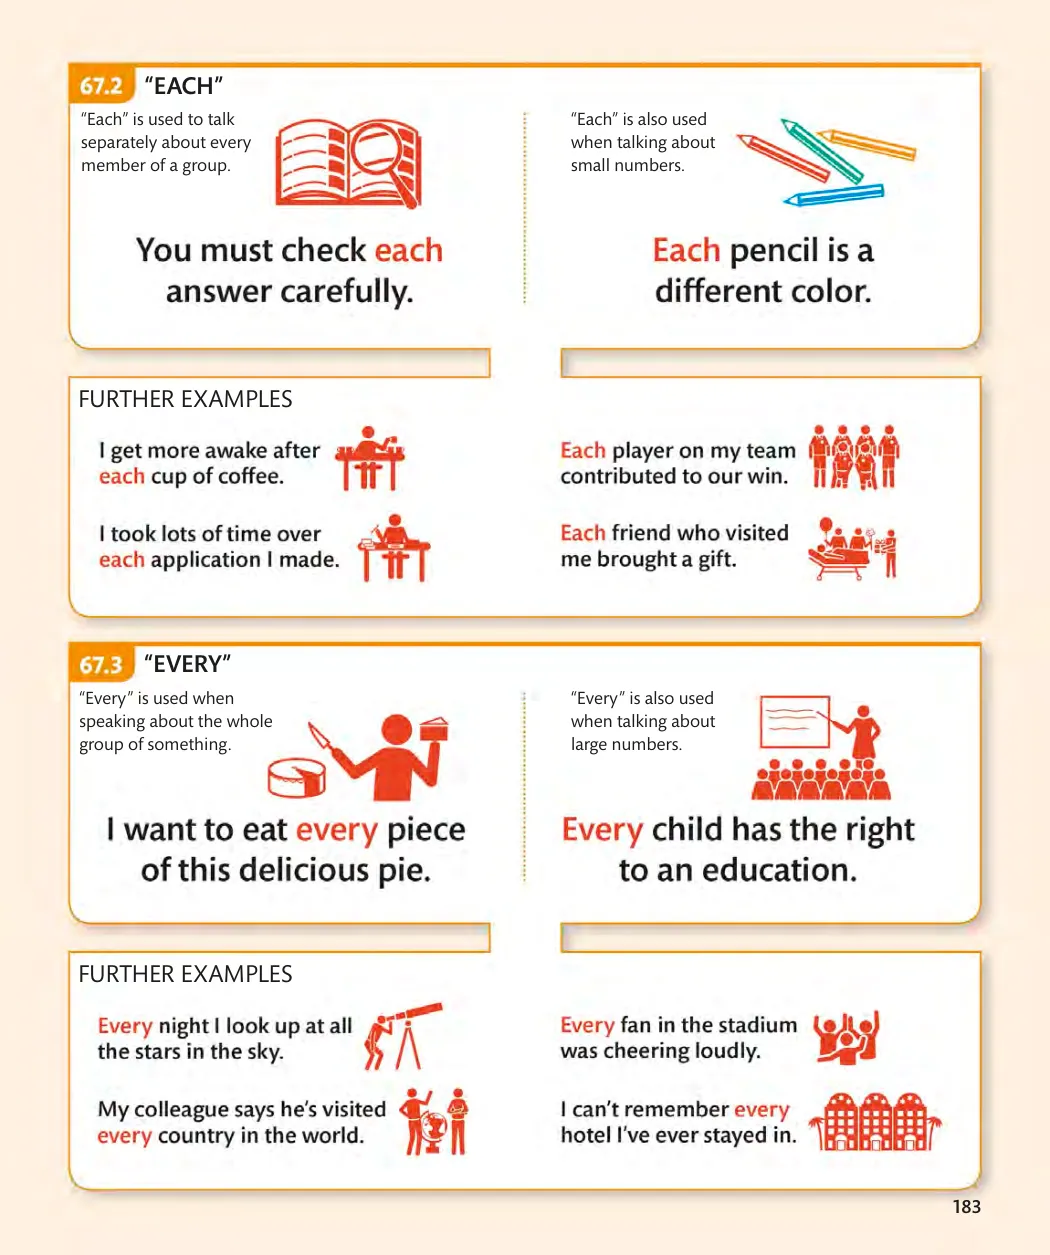 67.2 “EACH”
“Each” is used to talk
separately about every
member of a group.
You must check each
answer carefully.
“Each” is also used
when talking about
small numbers.
Each pencil is a
different color.
FURTHER EXAMPLES
I get more awake after
each cup of coffee.
Each player on my team
contributed to our win.
I took lots of time over
each application I made.
Each friend who visited
me brought a gift.
67.3 “EVERY”
“Every” is used when
speaking about the whole
group of something.
I want to eat every piece
of this delicious pie.
“Every” is also used
when talking about
large numbers.
Every child has the right
to an education.
FURTHER EXAMPLES
Every night I look up at all
the stars in the sky.
Every fan in the stadium
was cheering loudly.
My colleague says he’s visited
every country in the world.
I can’t remember every
hotel I’ve ever stayed in.
183